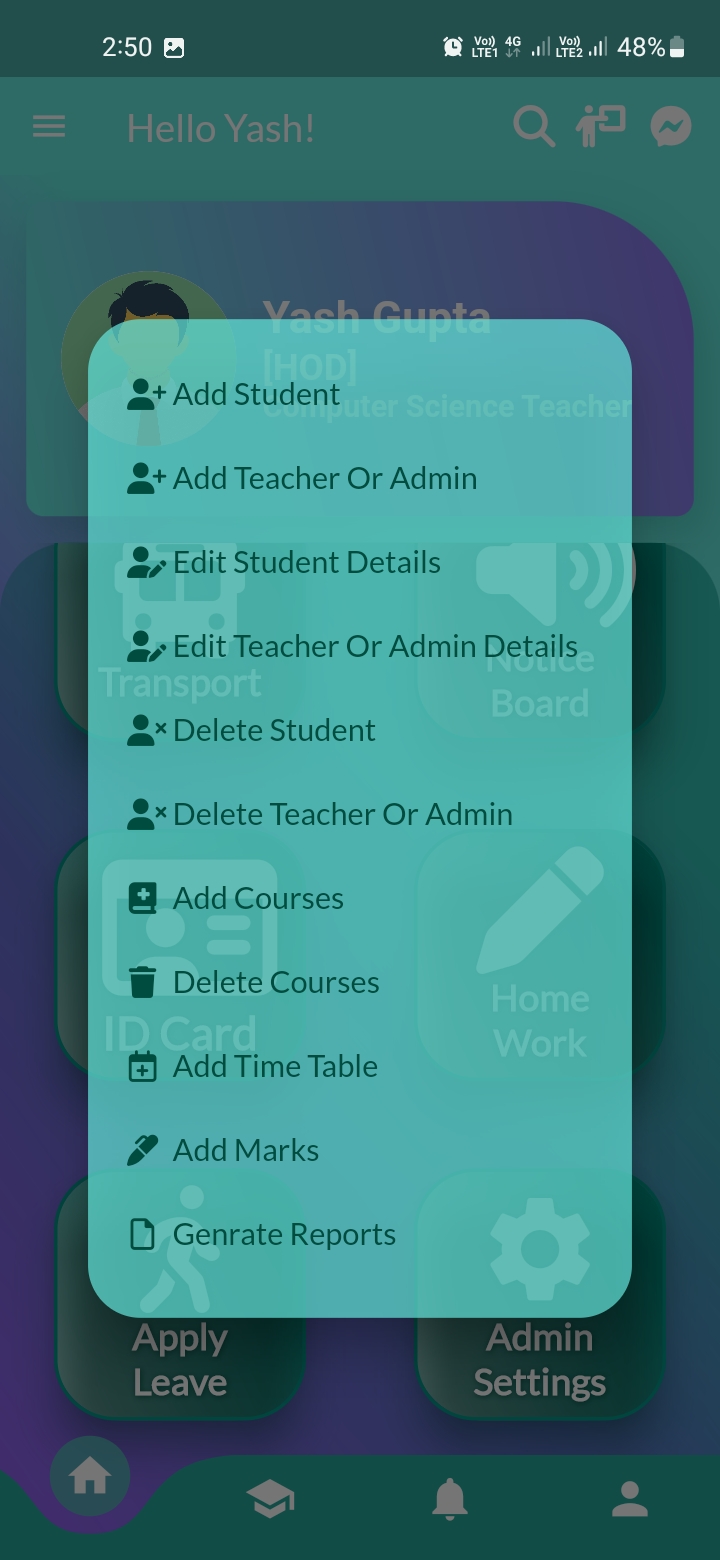 2:50 Vo)) LTE1 4G Vo)) LTE2 48%
Hello Yash!
Yash Gupta
[HOD]
Computer Science Teacher
Add Student
Add Teacher Or Admin
Edit Student Details
Edit Teacher Or Admin Details
Transport
Notice
Board
Delete Student
Delete Teacher Or Admin
Add Courses
Delete Courses
ID Card
Home
Work
Add Time Table
Add Marks
Genrate Reports
Apply
Leave
Admin
Settings